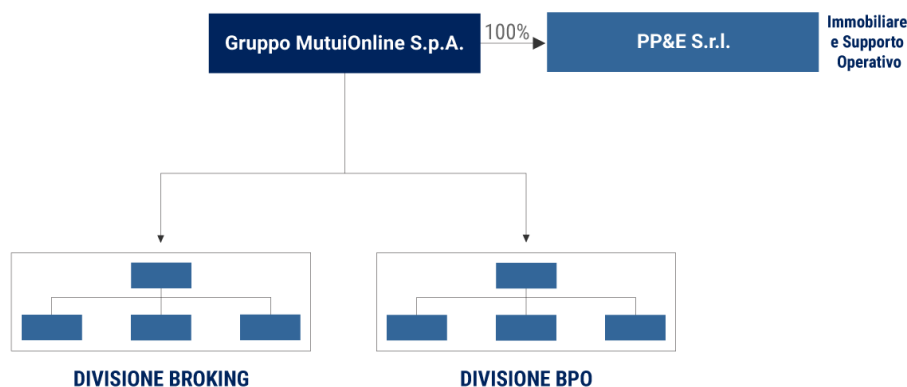 Gruppo MutuiOnline S.p.A.
100%
PP&E S.r.l.
Immobiliare
e Supporto
Operativo
DIVISIONE BROKING
DIVISIONE BPO